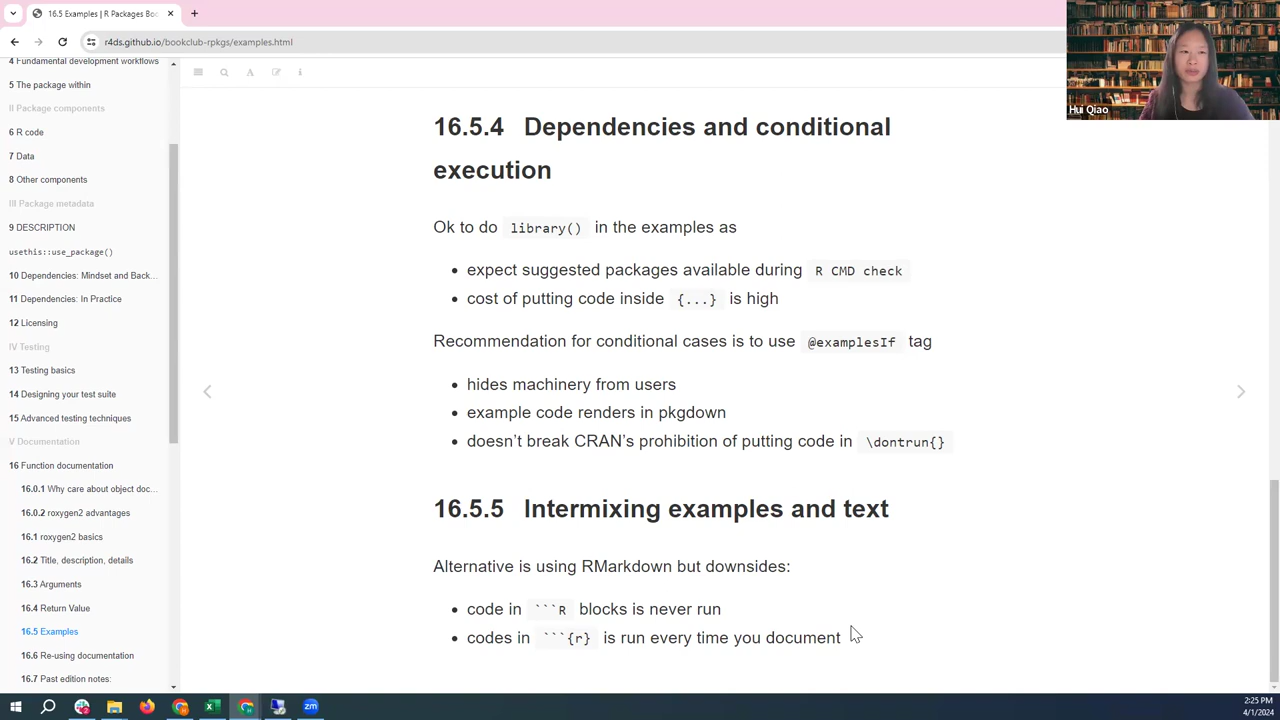 16.5 Examples | R Packages Boo
r4ds.github.io/bookclub-rpkgs/examples.html
4 Fundamental development workflows
5 The package within
II Package components
6 R code
7 Data
8 Other components
III Package metadata
9 DESCRIPTION
usethis::use_package()
10 Dependencies: Mindset and Back...
11 Dependencies: In Practice
12 Licensing
IV Testing
13 Testing basics
14 Designing your test suite
15 Advanced testing techniques
V Documentation
16 Function documentation
16.0.1 Why care about object doc...
16.0.2 roxygen2 advantages
16.1 roxygen2 basics
16.2 Title, description, details
16.3 Arguments
16.4 Return Value
16.5 Examples
16.6 Re-using documentation
16.7 Past edition notes:
16.5.4 Dependencies and conditional
execution
Ok to do library() in the examples as
• expect suggested packages available during R CMD check
• cost of putting code inside {...} is high
Recommendation for conditional cases is to use @examplesIf tag
• hides machinery from users
• example code renders in pkgdown
• doesn’t break CRAN’s prohibition of putting code in \dontrun{}
16.5.5 Intermixing examples and text
Alternative is using RMarkdown but downsides:
• code in ```R blocks is never run
• codes in ```{r} is run every time you document
Hui Qiao
2:25 PM
4/1/2024